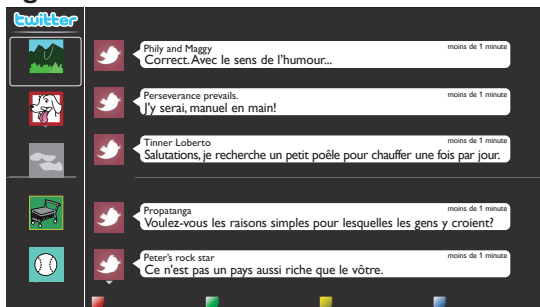 twitter
Phily and Maggy
moins de 1 minute
Correct. Avec le sens de l'humour...
Perseverance prevails.
moins de 1 minute
J'y serai, manuel en main!
Tinner Loberto
moins de 1 minute
Salutations, je recherche un petit poêle pour chauffer une fois par jour.
Propatanga
moins de 1 minute
Voulez-vous les raisons simples pour lesquelles les gens y croient?
Peter's rock star
moins de 1 minute
Ce n'est pas un pays aussi riche que le vôtre.